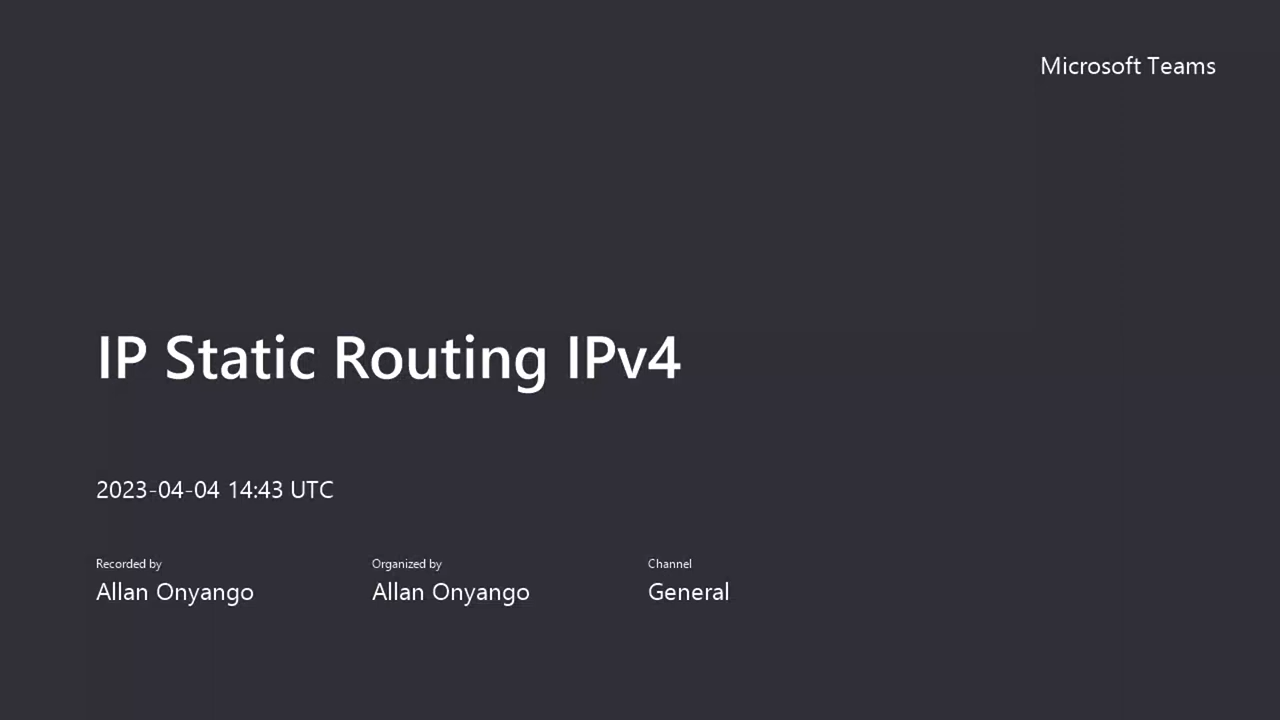 Microsoft Teams
IP Static Routing IPv4
2023-04-04 14:43 UTC
Recorded by
Allan Onyango
Organized by
Allan Onyango
Channel
General